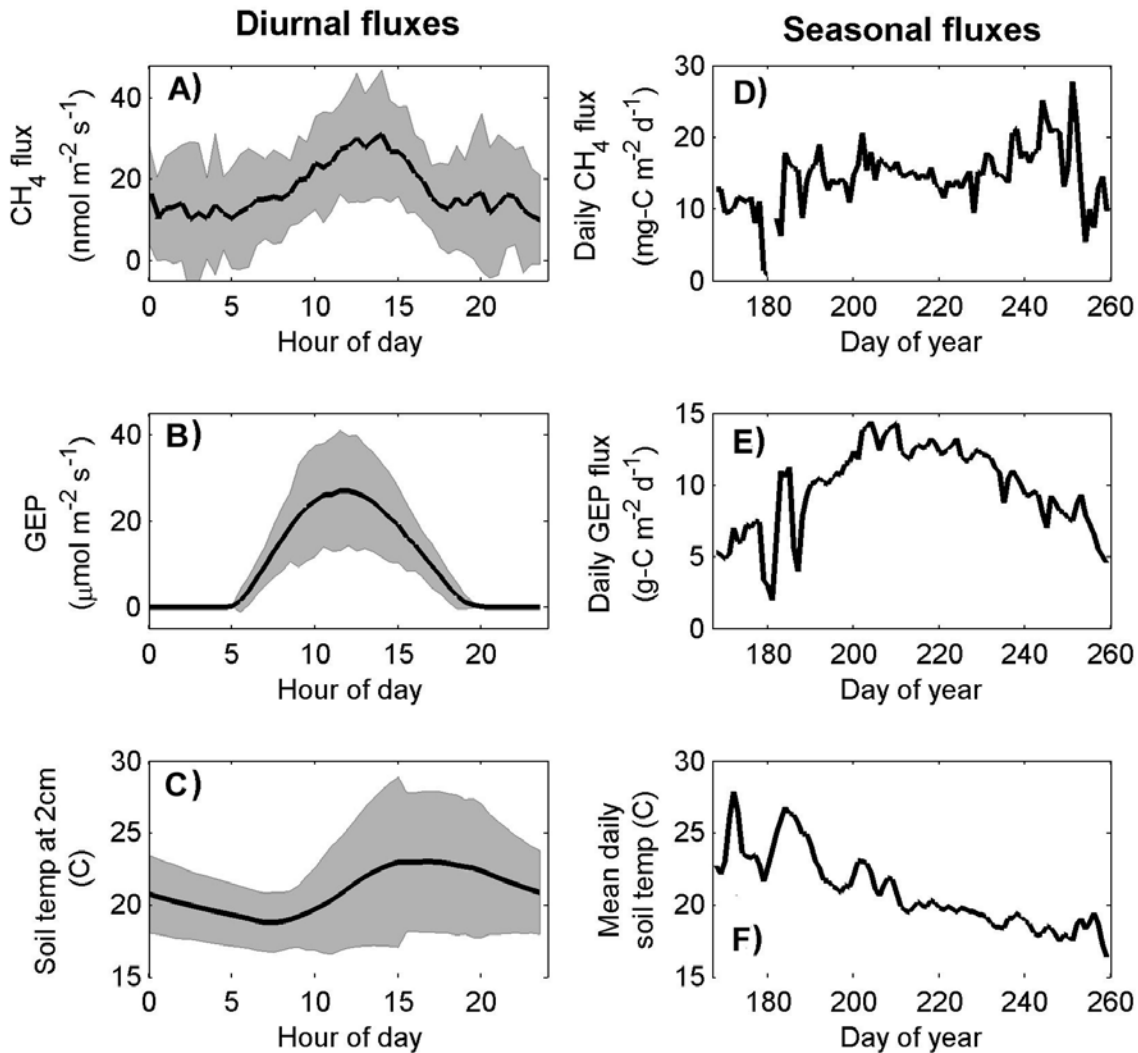 Diurnal fluxes
Seasonal fluxes
A)
CH4 flux
(nmol m-2 s-1)
40
20
0
0 5 10 15 20
Hour of day
D)
Daily CH4 flux
(mg-C m-2 d-1)
30
20
10
0
180 200 220 240 260
Day of year
B)
GEP
(μmol m-2 s-1)
40
20
0
0 5 10 15 20
Hour of day
E)
Daily GEP flux
(g-C m-2 d-1)
15
10
5
0
180 200 220 240 260
Day of year
C)
Soil temp at 2cm
(C)
30
25
20
15
0 5 10 15 20
Hour of day
F)
Mean daily
soil temp (C)
30
25
20
15
180 200 220 240 260
Day of year